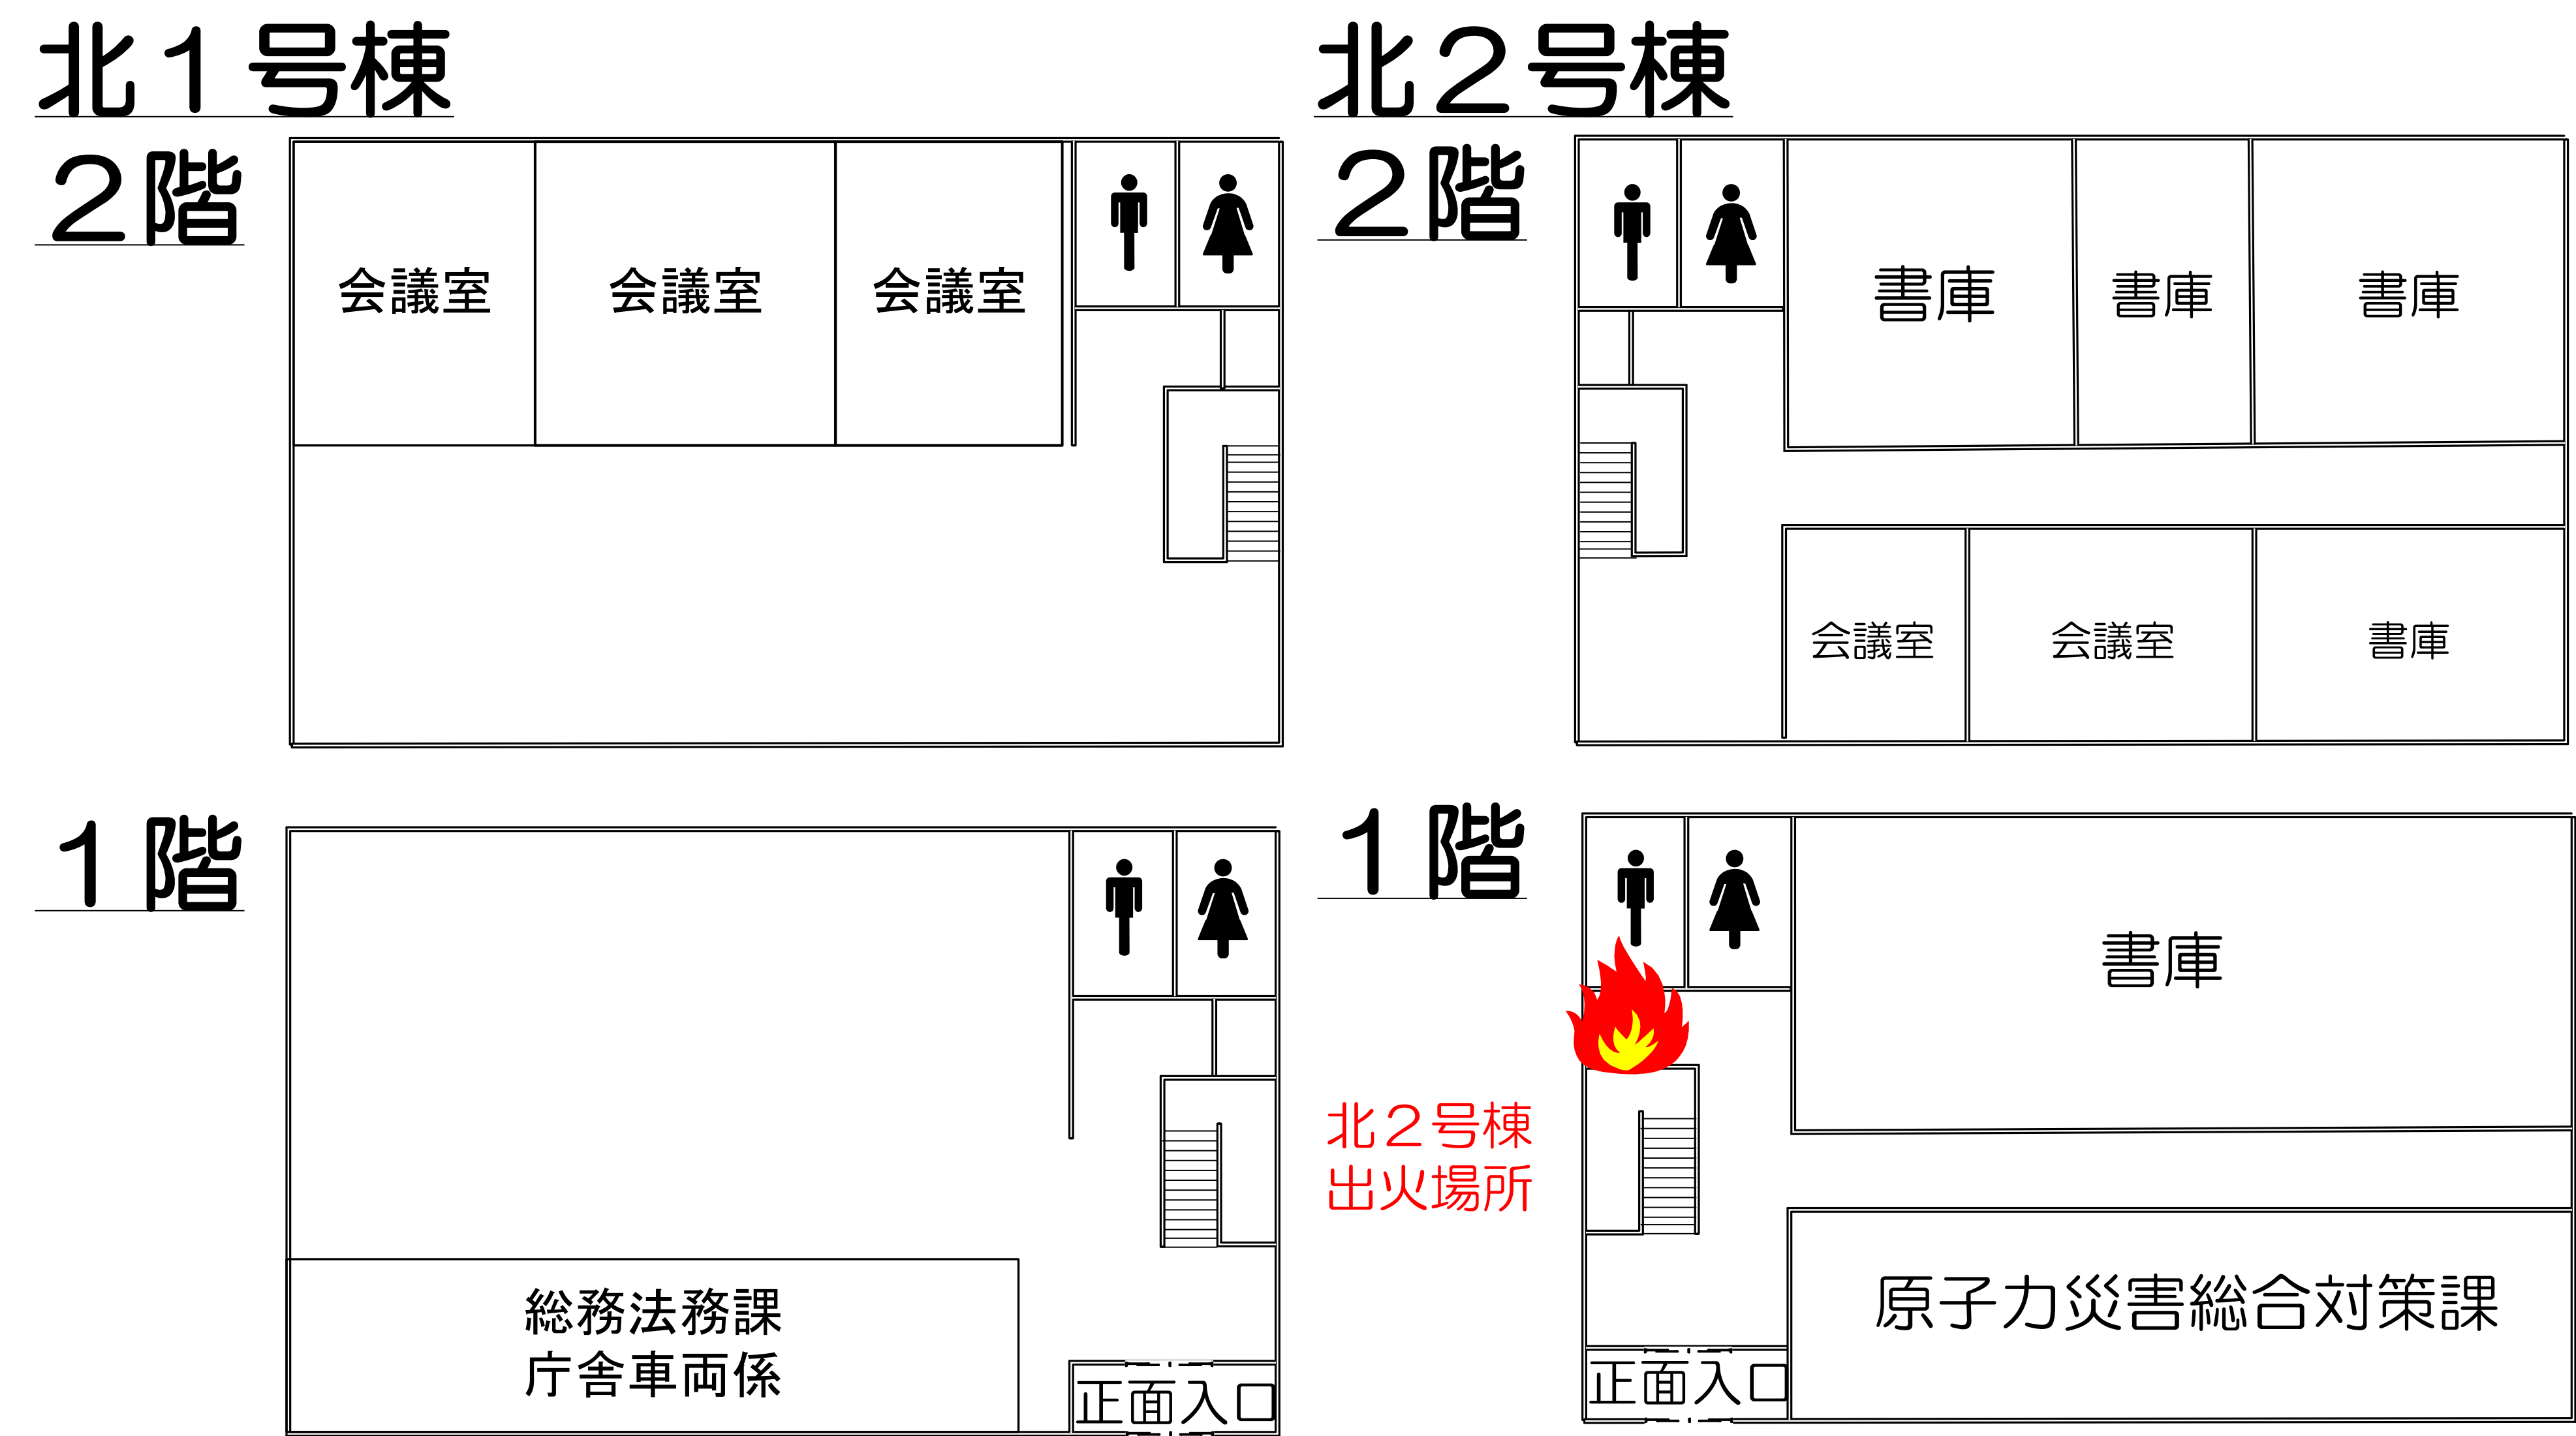 北１号棟
２階
会議室
会議室
会議室
１階
総務法務課
庁舎車両係
正面入口
北２号棟
２階
書庫
書庫
書庫
会議室
会議室
書庫
１階
書庫
北２号棟
出火場所
原子力災害総合対策課
正面入口